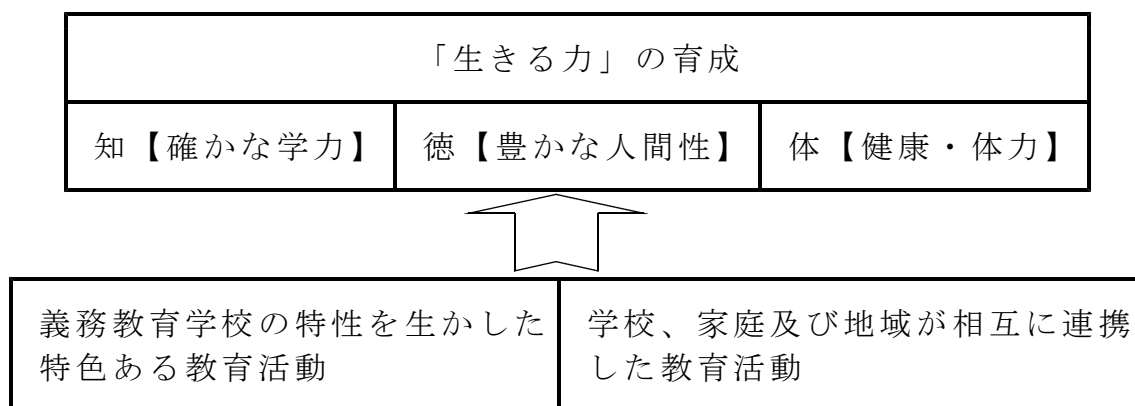 「生きる力」の育成
知【確かな学力】
徳【豊かな人間性】
体【健康・体力】
義務教育学校の特性を生かした
特色ある教育活動
学校、家庭及び地域が相互に連携
した教育活動